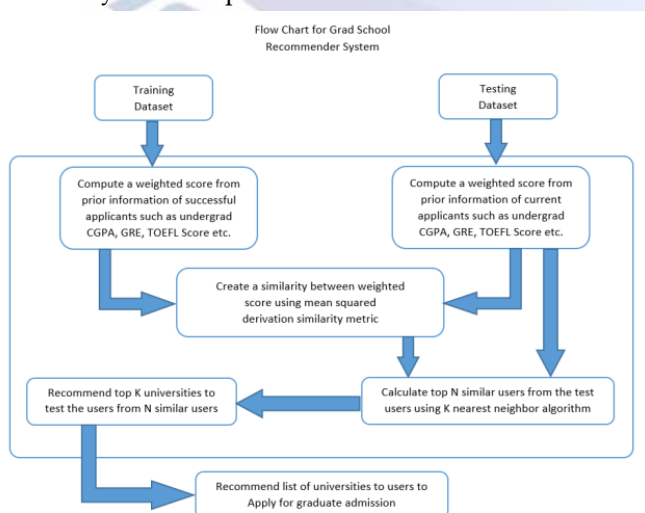 Flow Chart for Grad School
Recommender System
Training
Dataset
Testing
Dataset
Compute a weighted score from
prior information of successful
applicants such as undergrad
CGPA, GRE, TOEFL Score etc.
Compute a weighted score from
prior information of current
applicants such as undergrad
CGPA, GRE, TOEFL Score etc.
Create a similarity between weighted
score using mean squared
derivation similarity metric
Recommend top K universities to
test the users from N similar users
Calculate top N similar users from the test
users using K nearest neighbor algorithm
Recommend list of universities to users to
Apply for graduate admission